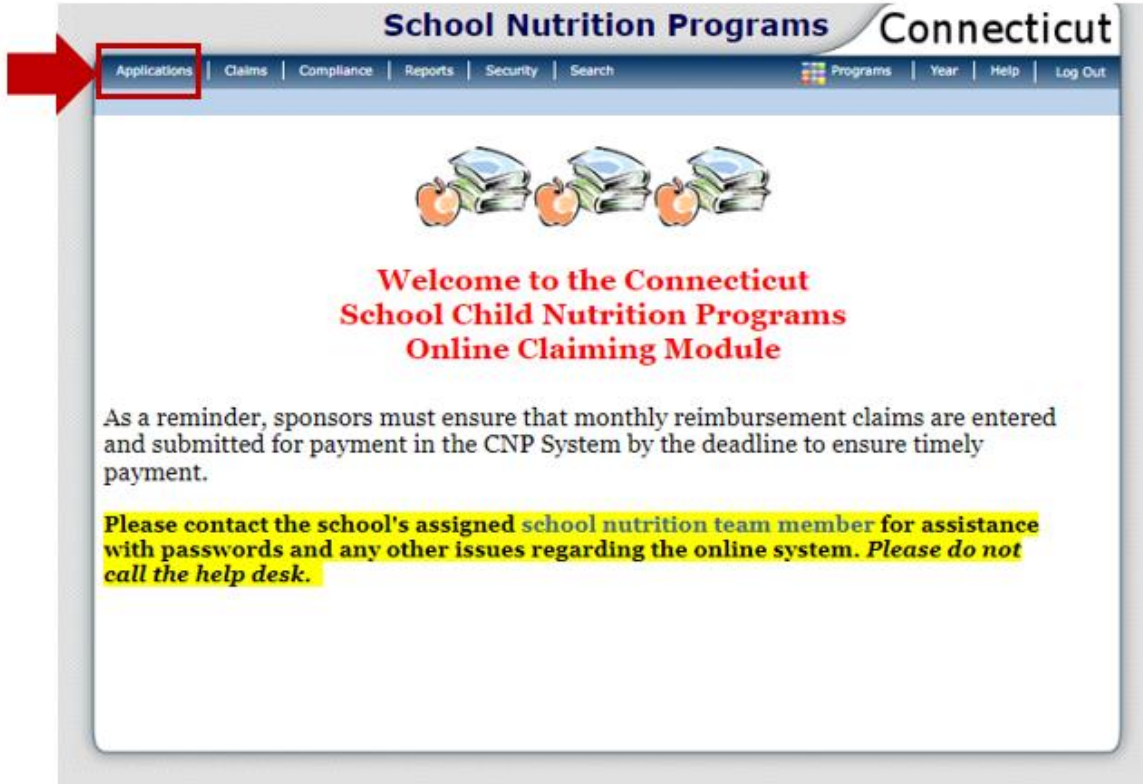 School Nutrition Programs Connecticut
Applications | Claims | Compliance | Reports | Security | Search Programs | Year | Help | Log Out
Welcome to the Connecticut
School Child Nutrition Programs
Online Claiming Module
As a reminder, sponsors must ensure that monthly reimbursement claims are entered
and submitted for payment in the CNP System by the deadline to ensure timely
payment.
Please contact the school's assigned school nutrition team member for assistance
with passwords and any other issues regarding the online system. Please do not
call the help desk.